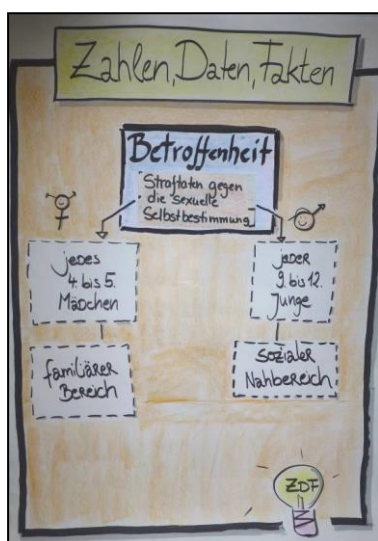 Zahlen, Daten, Fakten
Betroffenheit
• Straftaten gegen
• die sexuelle
Selbstbestimmung
jedes
4. bis 5.
Mädchen
jeder
9. bis 12.
Junge
familiärer
Bereich
sozialer
Nahbereich
ZDF